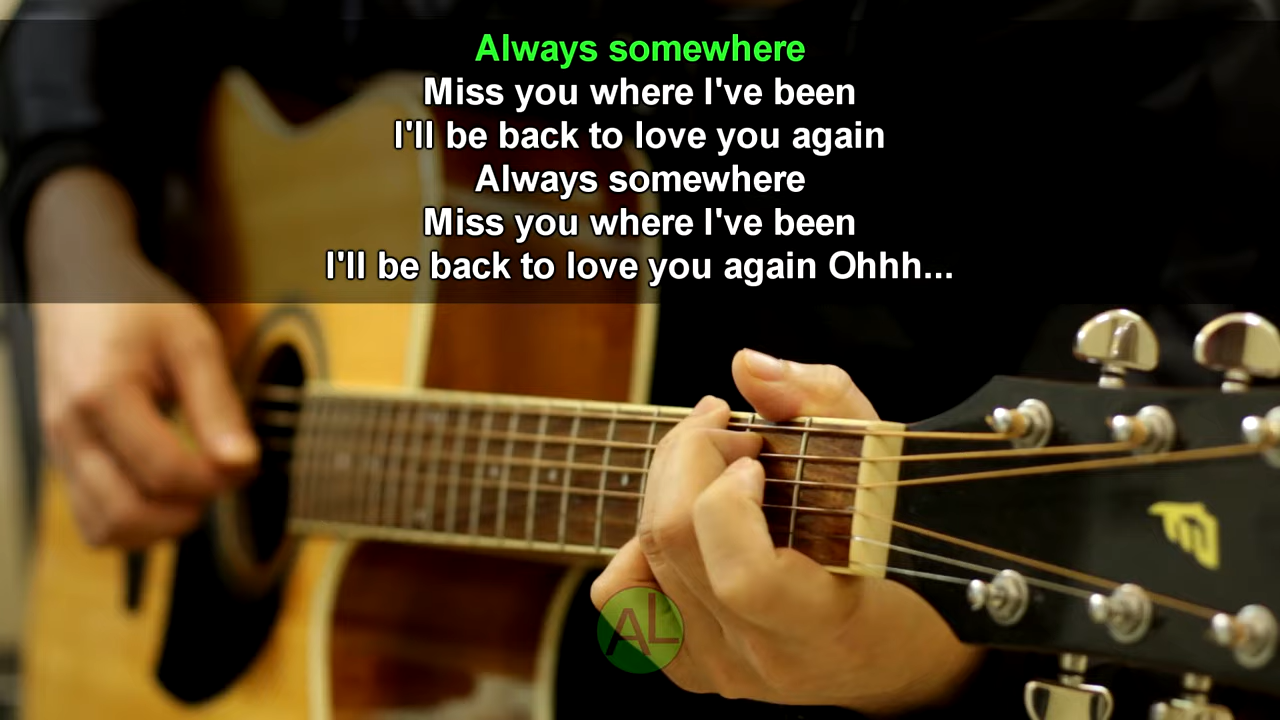 Always somewhere
Miss you where I've been
I'll be back to love you again
Always somewhere
Miss you where I've been
I'll be back to love you again Ohhh...
AL